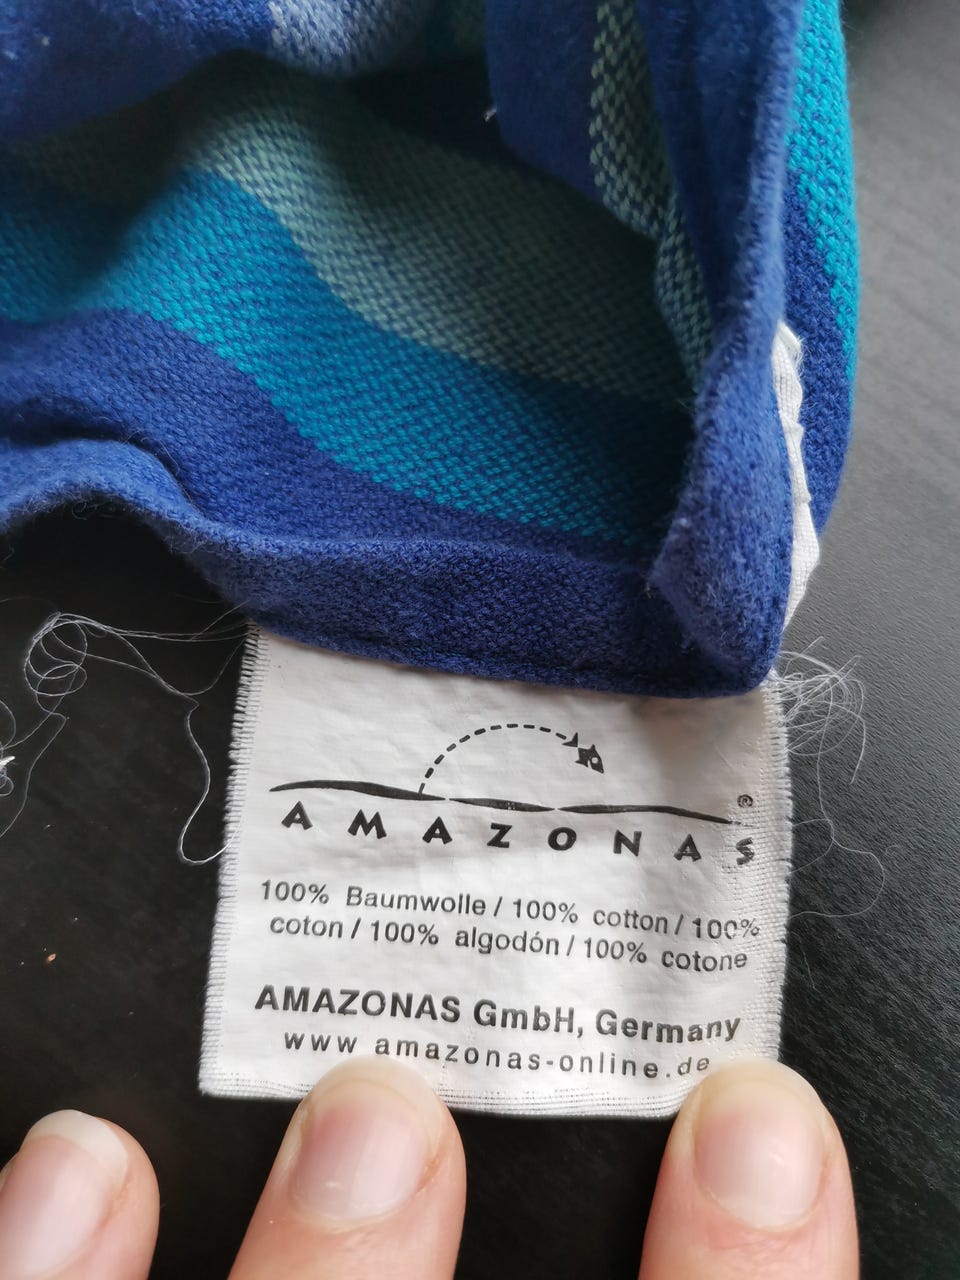 AMAZONAS®
100% Baumwolle / 100% cotton / 100%
coton / 100% algodón / 100% cotone
AMAZONAS GmbH, Germany
www amazonas-online.de